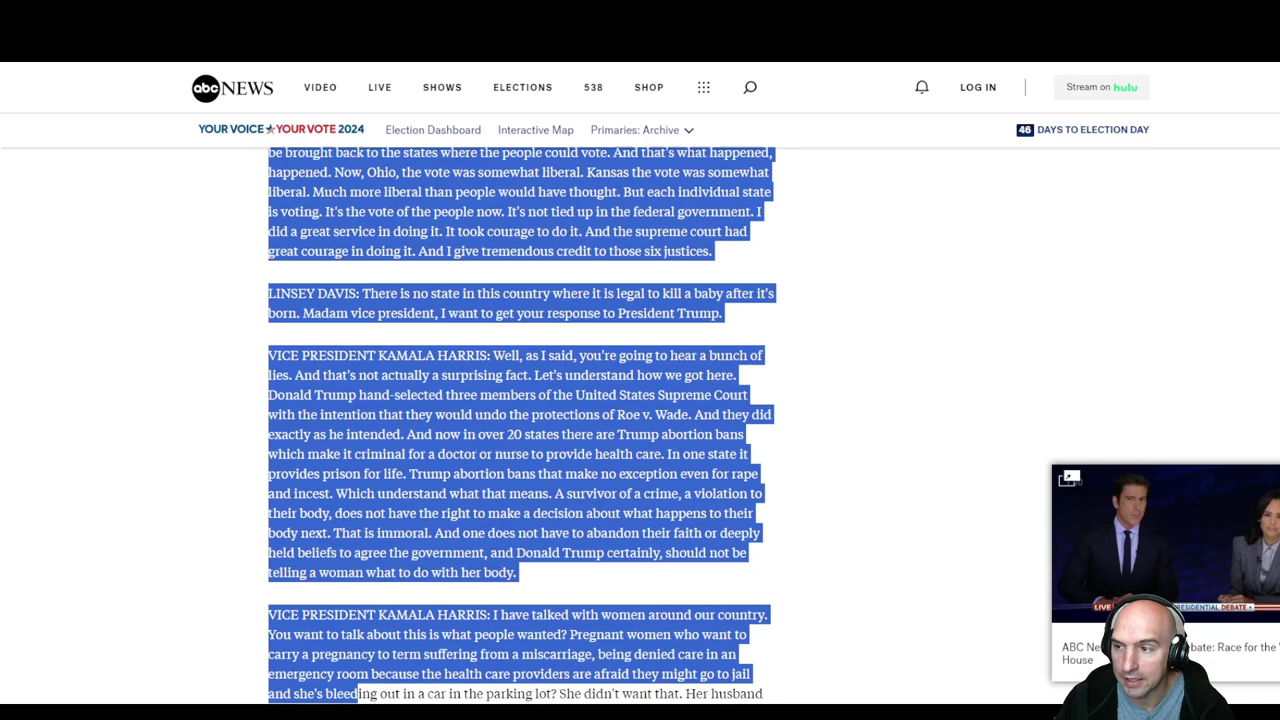 abc NEWS VIDEO LIVE SHOWS ELECTIONS 538 SHOP LOG IN Stream on hulu
YOUR VOICE YOUR VOTE 2024 Election Dashboard Interactive Map Primaries: Archive 46 DAYS TO ELECTION DAY
be brought back to the states where the people could vote. And that's what happened,
happened. Now, Ohio, the vote was somewhat liberal. Kansas the vote was somewhat
liberal. Much more liberal than people would have thought. But each individual state
is voting. It's the vote of the people now. It's not tied up in the federal government. I
did a great service in doing it. It took courage to do it. And the supreme court had
great courage in doing it. And I give tremendous credit to those six justices.
LINSEY DAVIS: There is no state in this country where it is legal to kill a baby after it's
born. Madam vice president, I want to get your response to President Trump.
VICE PRESIDENT KAMALA HARRIS: Well, as I said, you're going to hear a bunch of
lies. And that's not actually a surprising fact. Let's understand how we got here.
Donald Trump hand-selected three members of the United States Supreme Court
with the intention that they would undo the protections of Roe v. Wade. And they did
exactly as he intended. And now in over 20 states there are Trump abortion bans
which make it criminal for a doctor or nurse to provide health care. In one state it
provides prison for life. Trump abortion bans that make no exception even for rape
and incest. Which understand what that means. A survivor of a crime, a violation to
their body, does not have the right to make a decision about what happens to their
body next. That is immoral. And one does not have to abandon their faith or deeply
held beliefs to agree the government, and Donald Trump certainly, should not be
telling a woman what to do with her body.
VICE PRESIDENT KAMALA HARRIS: I have talked with women around our country.
You want to talk about this is what people wanted? Pregnant women who want to
carry a pregnancy to term suffering from a miscarriage, being denied care in an
emergency room because the health care providers are afraid they might go to jail
and she's bleeding out in a car in the parking lot? She didn't want that. Her husband
LIVE PRESIDENTIAL DEBATE
ABC Ne ebate: Race for the
House